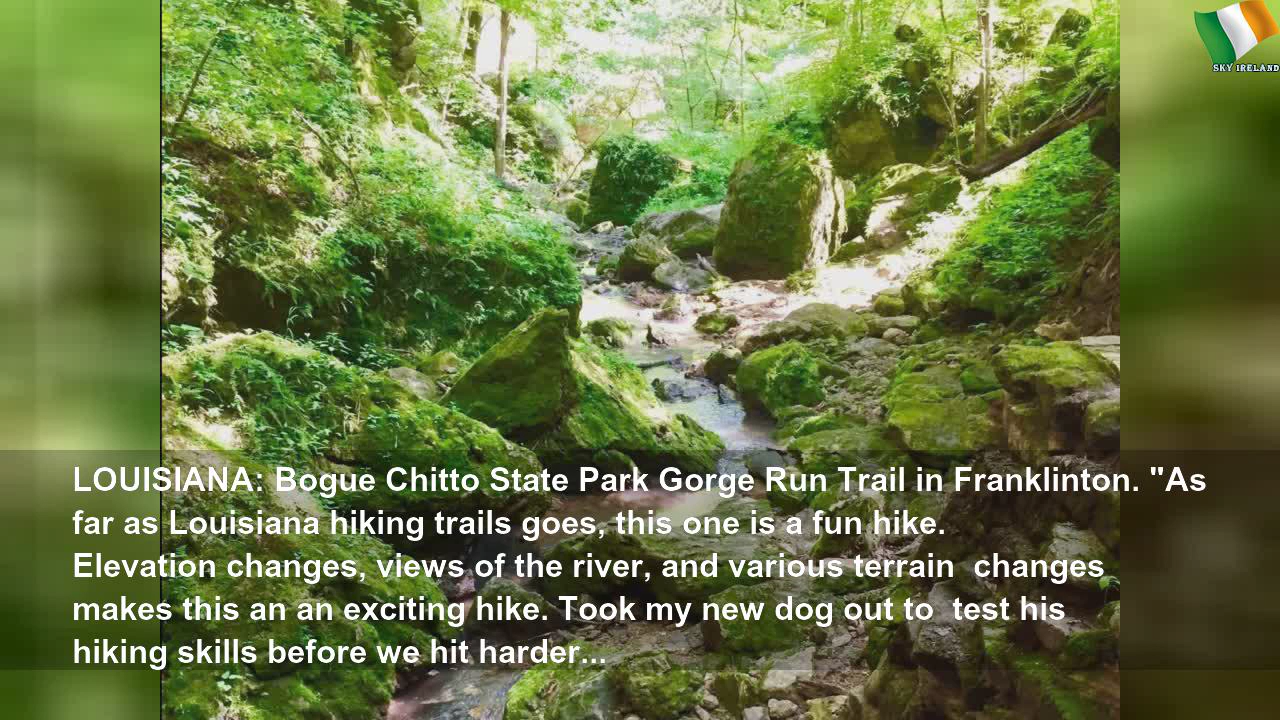 SKY IRELAND
LOUISIANA: Bogue Chitto State Park Gorge Run Trail in Franklinton. "As
far as Louisiana hiking trails goes, this one is a fun hike.
Elevation changes, views of the river, and various terrain  changes
makes this an an exciting hike. Took my new dog out to  test his
hiking skills before we hit harder...